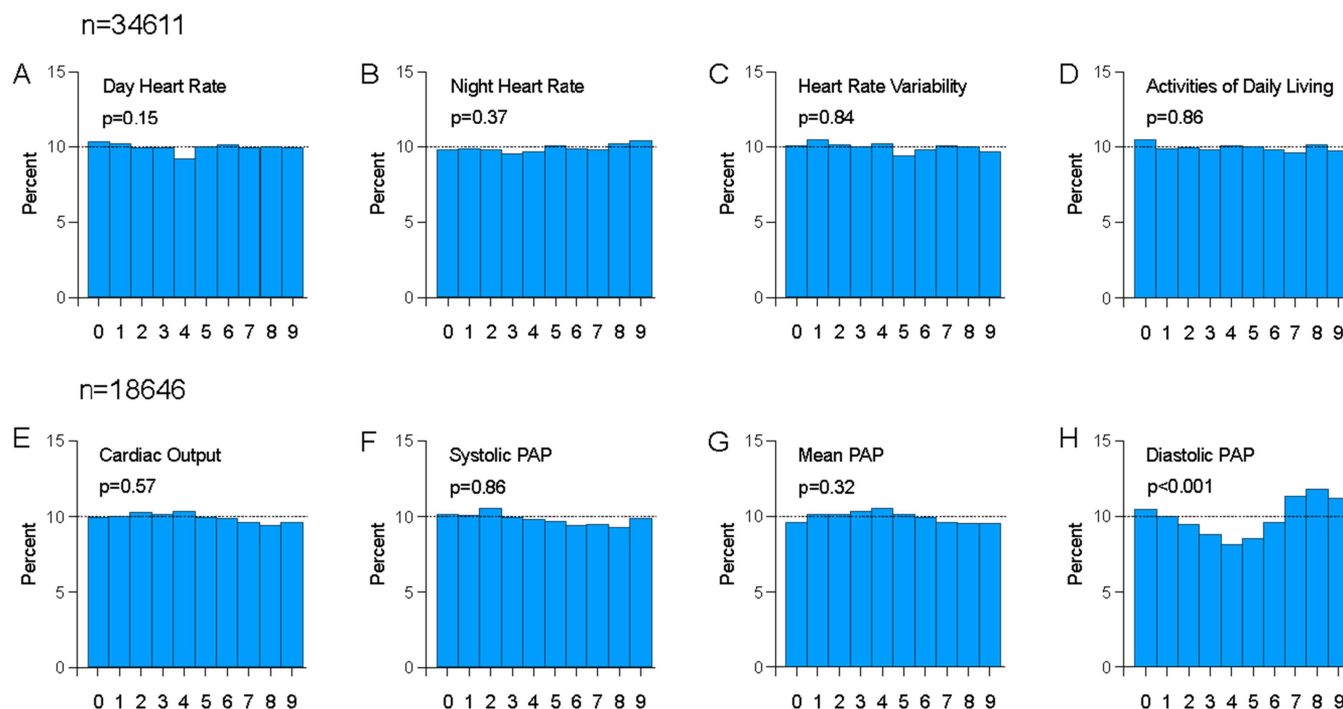 n=34611
A
Day Heart Rate
p=0.15
Percent
15
10
5
0
0 1 2 3 4 5 6 7 8 9
B
Night Heart Rate
p=0.37
Percent
15
10
5
0
0 1 2 3 4 5 6 7 8 9
C
Heart Rate Variability
p=0.84
Percent
15
10
5
0
0 1 2 3 4 5 6 7 8 9
D
Activities of Daily Living
p=0.86
Percent
15
10
5
0
0 1 2 3 4 5 6 7 8 9
n=18646
E
Cardiac Output
p=0.57
Percent
15
10
5
0
0 1 2 3 4 5 6 7 8 9
F
Systolic PAP
p=0.86
Percent
15
10
5
0
0 1 2 3 4 5 6 7 8 9
G
Mean PAP
p=0.32
Percent
15
10
5
0
0 1 2 3 4 5 6 7 8 9
H
Diastolic PAP
p<0.001
Percent
15
10
5
0
0 1 2 3 4 5 6 7 8 9